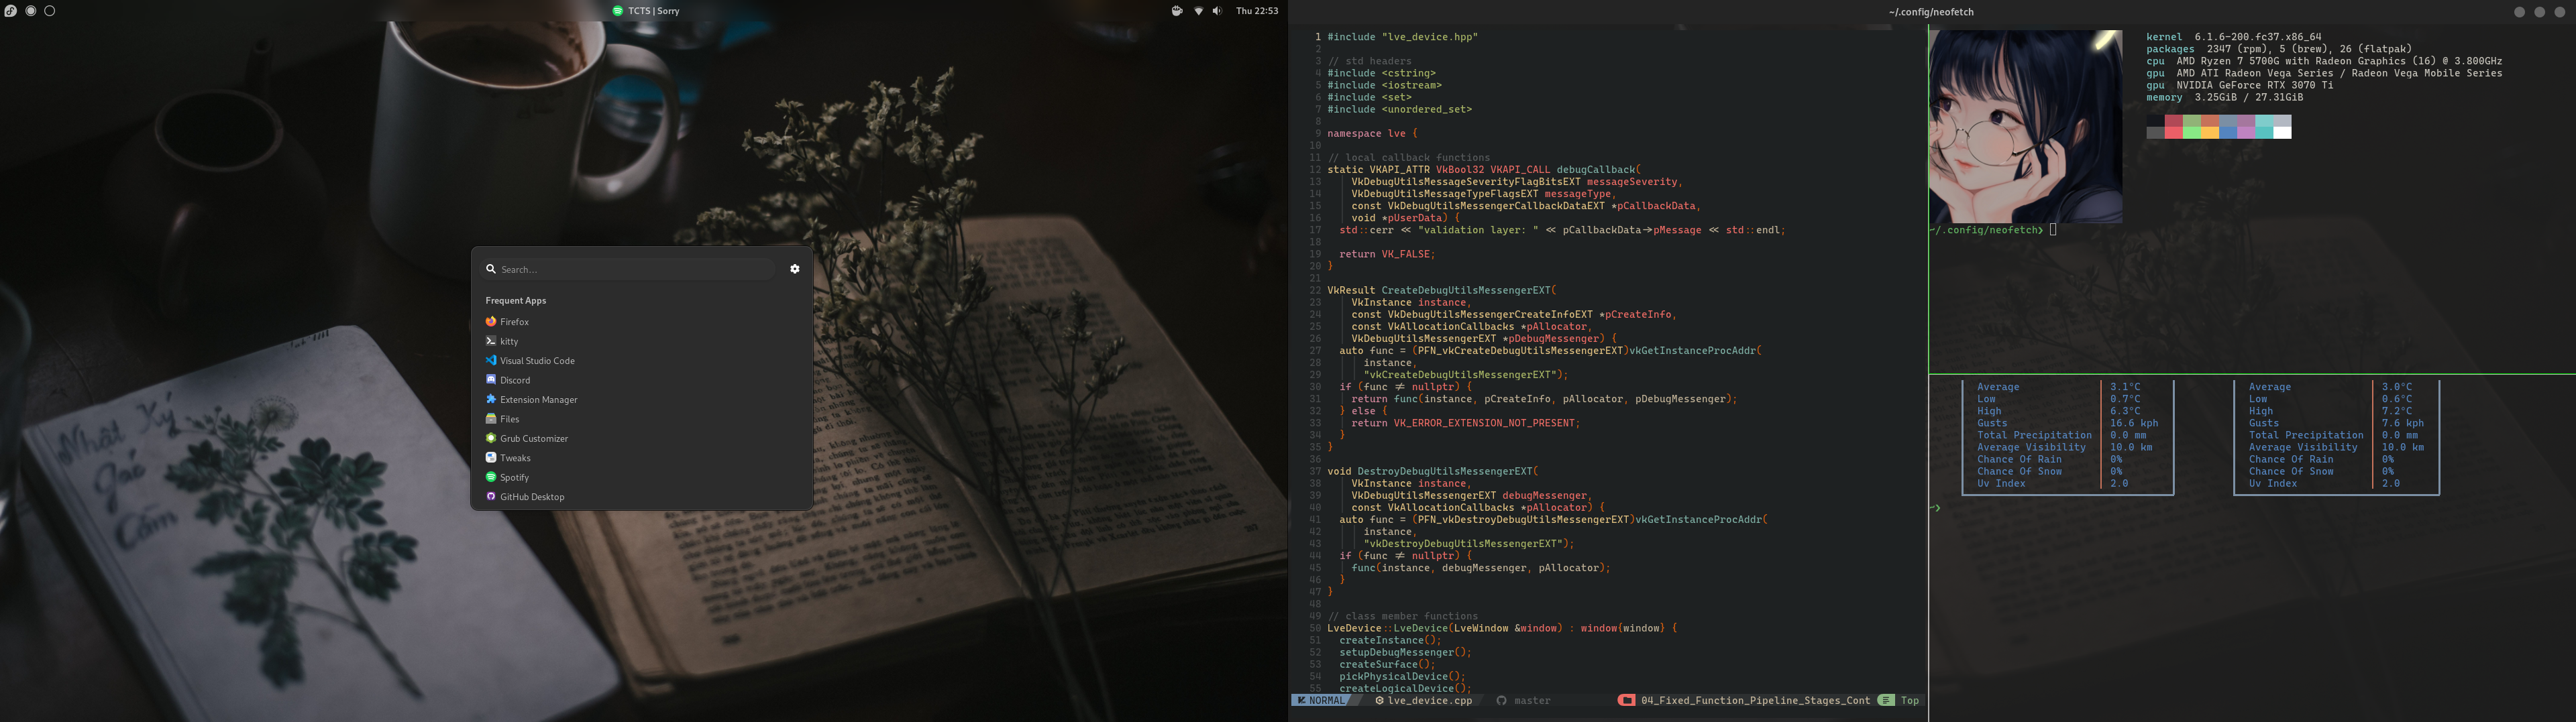 TCTS | Sorry
Thu 22:53
Search...
Frequent Apps
Firefox
kitty
Visual Studio Code
Discord
Extension Manager
Files
Grub Customizer
Tweaks
Spotify
GitHub Desktop
Nhật ký
~/.config/neofetch
1 #include "lve_device.hpp"
2
3 // std headers
4 #include <cstring>
5 #include <iostream>
6 #include <set>
7 #include <unordered_set>
8
9 namespace lve {
10
11 // local callback functions
12 static VKAPI_ATTR VkBool32 VKAPI_CALL debugCallback(
13 VkDebugUtilsMessageSeverityFlagBitsEXT messageSeverity,
14 VkDebugUtilsMessageTypeFlagsEXT messageType,
15 const VkDebugUtilsMessengerCallbackDataEXT *pCallbackData,
16 void *pUserData) {
17 std::cerr << "validation layer: " << pCallbackData->pMessage << std::endl;
18
19 return VK_FALSE;
20 }
21
22 VkResult CreateDebugUtilsMessengerEXT(
23 VkInstance instance,
24 const VkDebugUtilsMessengerCreateInfoEXT *pCreateInfo,
25 const VkAllocationCallbacks *pAllocator,
26 VkDebugUtilsMessengerEXT *pDebugMessenger) {
27 auto func = (PFN_vkCreateDebugUtilsMessengerEXT)vkGetInstanceProcAddr(
28 instance,
29 "vkCreateDebugUtilsMessengerEXT");
30 if (func ≠ nullptr) {
31 return func(instance, pCreateInfo, pAllocator, pDebugMessenger);
32 } else {
33 return VK_ERROR_EXTENSION_NOT_PRESENT;
34 }
35 }
36
37 void DestroyDebugUtilsMessengerEXT(
38 VkInstance instance,
39 VkDebugUtilsMessengerEXT debugMessenger,
40 const VkAllocationCallbacks *pAllocator) {
41 auto func = (PFN_vkDestroyDebugUtilsMessengerEXT)vkGetInstanceProcAddr(
42 instance,
43 "vkDestroyDebugUtilsMessengerEXT");
44 if (func ≠ nullptr) {
45 func(instance, debugMessenger, pAllocator);
46 }
47 }
48
49 // class member functions
50 LveDevice::LveDevice(LveWindow &window) : window{window} {
51 createInstance();
52 setupDebugMessenger();
53 createSurface();
54 pickPhysicalDevice();
55 createLogicalDevice();
NORMAL lve_device.cpp master 04_Fixed_Function_Pipeline_Stages_Cont Top
kernel 6.1.6-200.fc37.x86_64
packages 2347 (rpm), 5 (brew), 26 (flatpak)
cpu AMD Ryzen 7 5700G with Radeon Graphics (16) @ 3.800GHz
gpu AMD ATI Radeon Vega Series / Radeon Vega Mobile Series
gpu NVIDIA GeForce RTX 3070 Ti
memory 3.25GiB / 27.31GiB
~/.config/neofetch❯
Average 3.1°C
Low 0.7°C
High 6.3°C
Gusts 16.6 kph
Total Precipitation 0.0 mm
Average Visibility 10.0 km
Chance Of Rain 0%
Chance Of Snow 0%
Uv Index 2.0
Average 3.0°C
Low 0.6°C
High 7.2°C
Gusts 7.6 kph
Total Precipitation 0.0 mm
Average Visibility 10.0 km
Chance Of Rain 0%
Chance Of Snow 0%
Uv Index 2.0
~❯